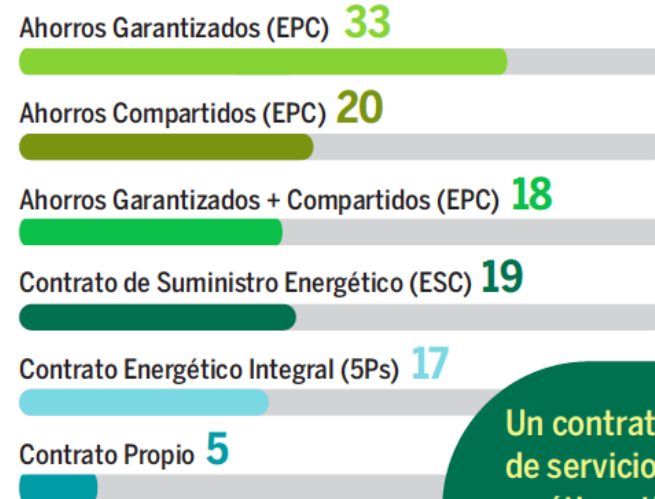 Ahorros Garantizados (EPC) 33
Ahorros Compartidos (EPC) 20
Ahorros Garantizados + Compartidos (EPC) 18
Contrato de Suministro Energético (ESC) 19
Contrato Energético Integral (5Ps) 17
Contrato Propio 5
Un contrat
de servicio